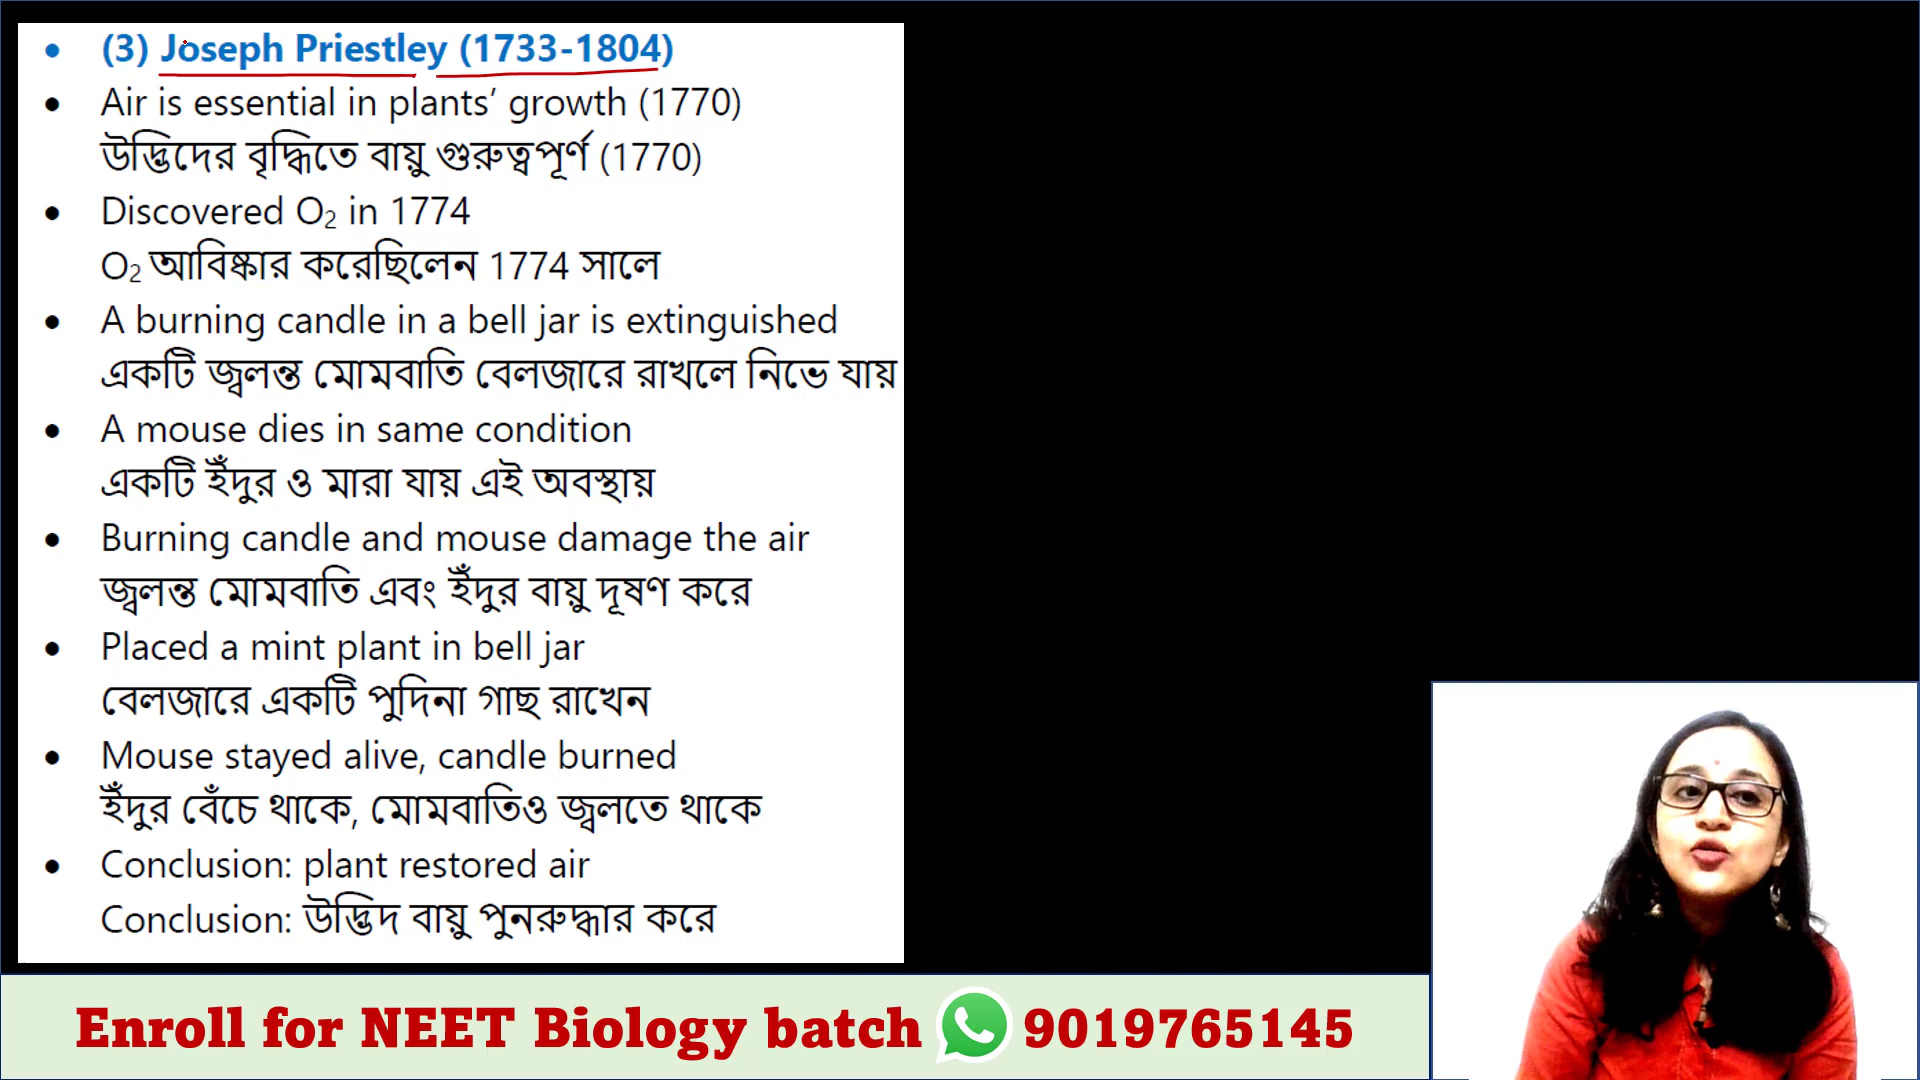 • (3) Joseph Priestley (1733-1804)
• Air is essential in plants’ growth (1770)
উদ্ভিদের বৃদ্ধিতে বায়ু গুরুত্বপূর্ণ (1770)
• Discovered O₂ in 1774
O₂ আবিষ্কার করেছিলেন 1774 সালে
• A burning candle in a bell jar is extinguished
একটি জ্বলন্ত মোমবাতি বেলজারে রাখলে নিভে যায়
• A mouse dies in same condition
একটি ইঁদুর ও মারা যায় এই অবস্থায়
• Burning candle and mouse damage the air
জ্বলন্ত মোমবাতি এবং ইঁদুর বায়ু দূষণ করে
• Placed a mint plant in bell jar
বেলজারে একটি পুদিনা গাছ রাখেন
• Mouse stayed alive, candle burned
ইঁদুর বেঁচে থাকে, মোমবাতিও জ্বলতে থাকে
• Conclusion: plant restored air
Conclusion: উদ্ভিদ বায়ু পুনরুদ্ধার করে
Enroll for NEET Biology batch 9019765145